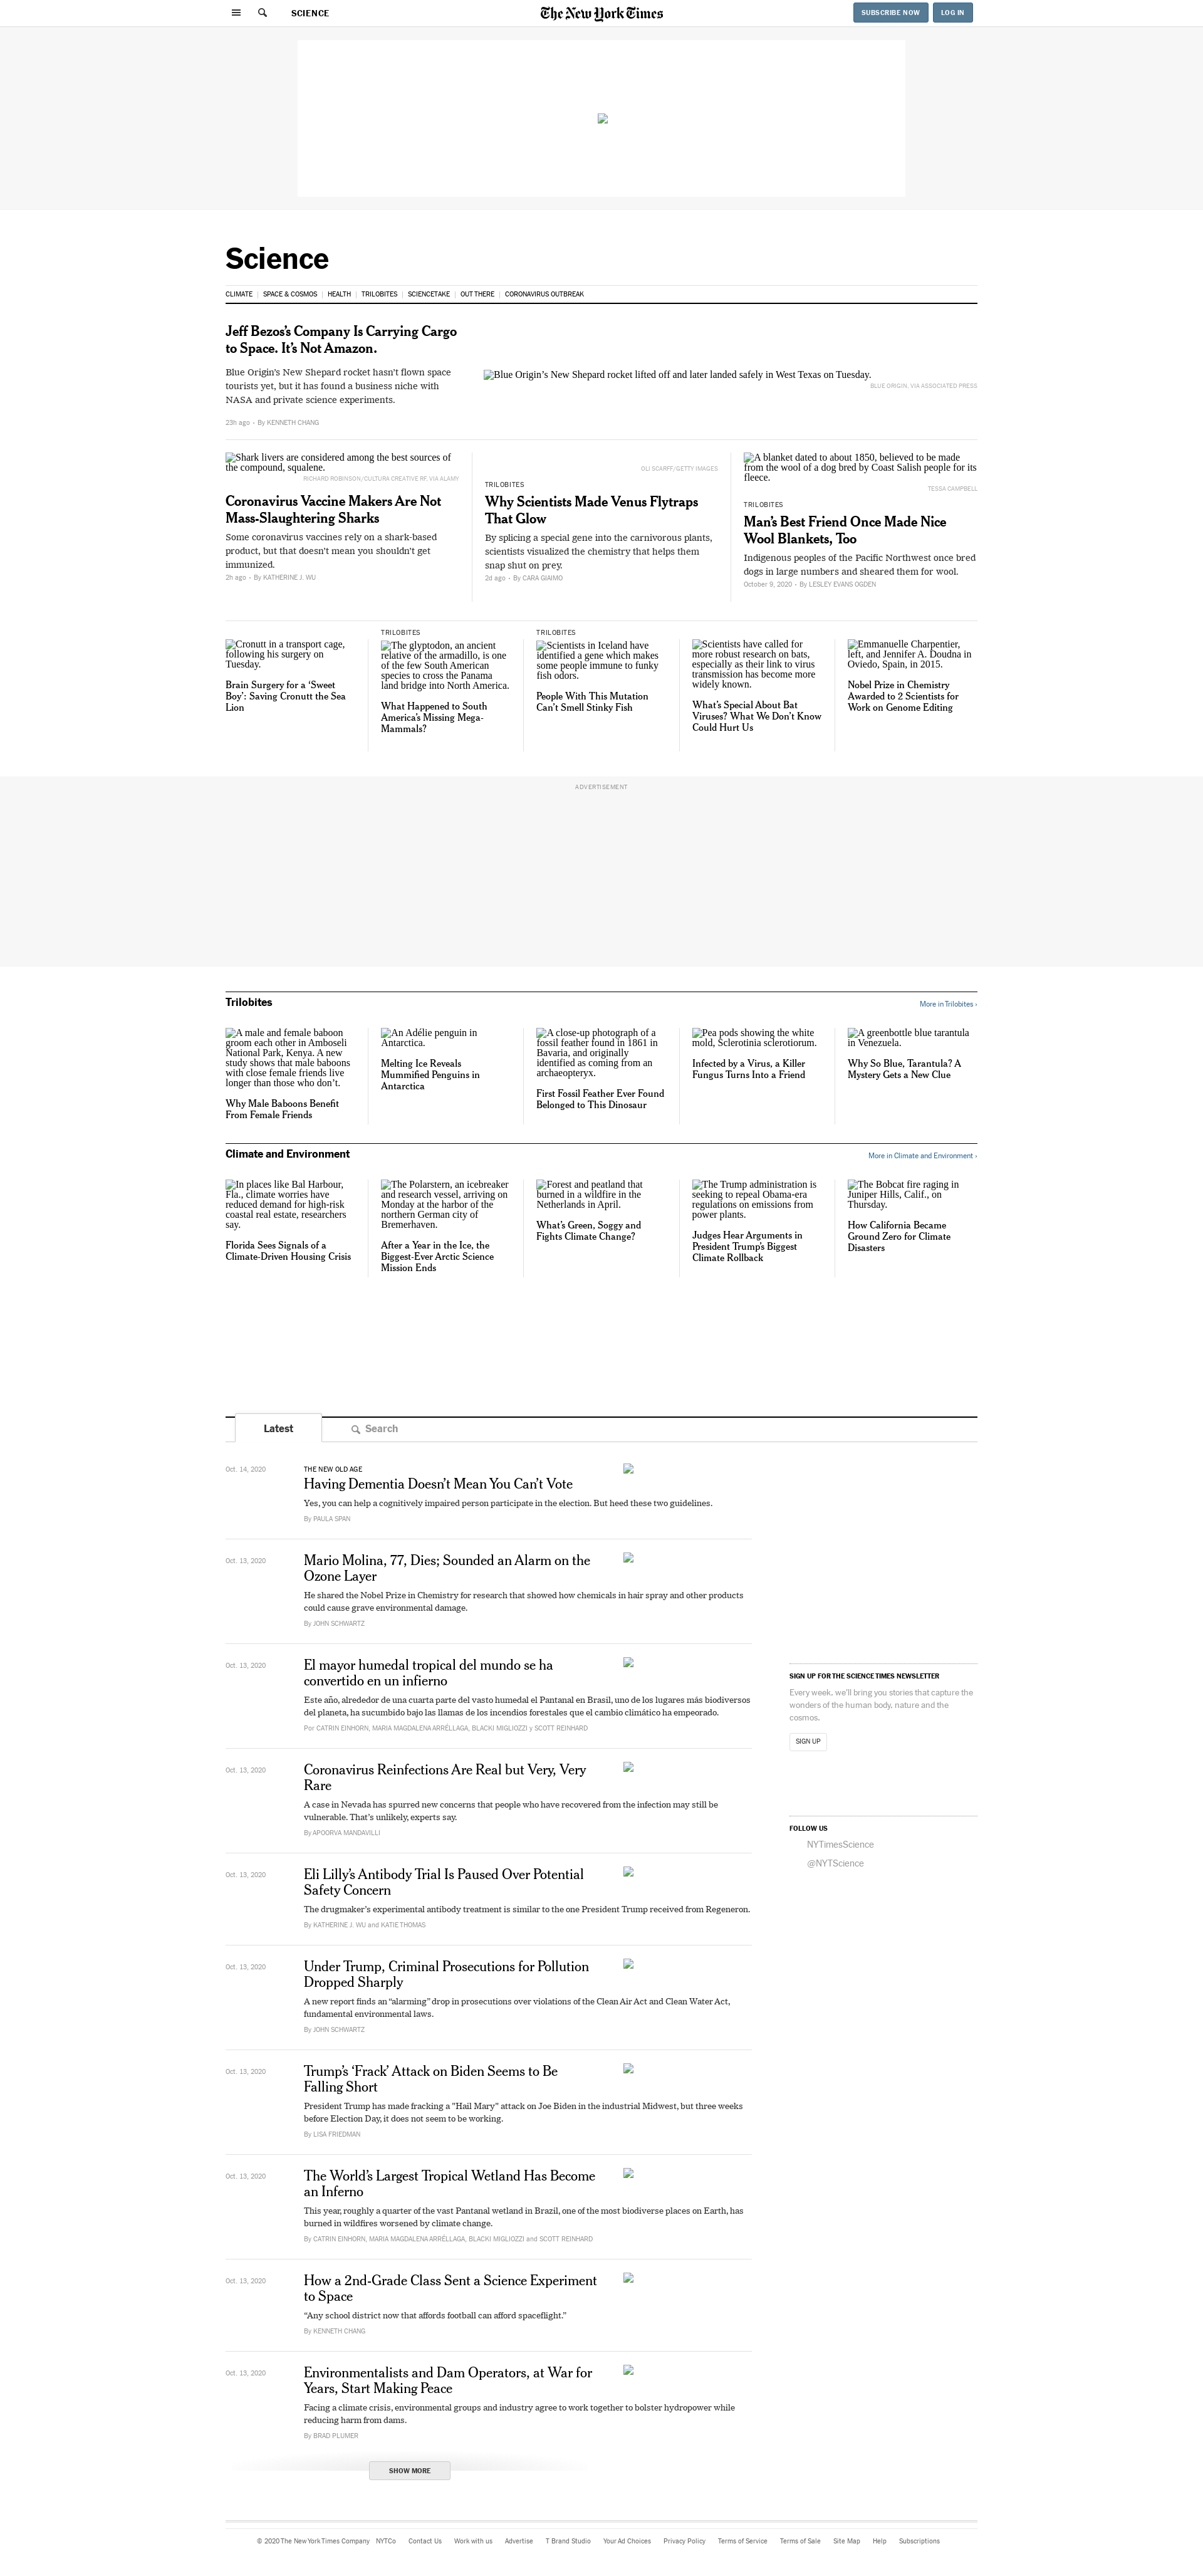 SCIENCE
The New York Times
SUBSCRIBE NOW
LOG IN
Science
CLIMATE
SPACE & COSMOS
HEALTH
TRILOBITES
SCIENCETAKE
OUT THERE
CORONAVIRUS OUTBREAK
Jeff Bezos’s Company Is Carrying Cargo
to Space. It’s Not Amazon.
Blue Origin’s New Shepard rocket hasn’t flown space
tourists yet, but it has found a business niche with
NASA and private science experiments.
23h ago • By KENNETH CHANG
Blue Origin’s New Shepard rocket lifted off and later landed safely in West Texas on Tuesday.
BLUE ORIGIN, VIA ASSOCIATED PRESS
Shark livers are considered among the best sources of
the compound, squalene.
RICHARD ROBINSON/CULTURA CREATIVE RF, VIA ALAMY
Coronavirus Vaccine Makers Are Not
Mass-Slaughtering Sharks
Some coronavirus vaccines rely on a shark-based
product, but that doesn’t mean you shouldn’t get
immunized.
2h ago • By KATHERINE J. WU
OLI SCARFF/GETTY IMAGES
TRILOBITES
Why Scientists Made Venus Flytraps
That Glow
By splicing a special gene into the carnivorous plants,
scientists visualized the chemistry that helps them
snap shut on prey.
2d ago • By CARA GIAIMO
A blanket dated to about 1850, believed to be made
from the wool of a dog bred by Coast Salish people for its
fleece.
TESSA CAMPBELL
TRILOBITES
Man’s Best Friend Once Made Nice
Wool Blankets, Too
Indigenous peoples of the Pacific Northwest once bred
dogs in large numbers and sheared them for wool.
October 9, 2020 • By LESLEY EVANS OGDEN
Cronutt in a transport cage,
following his surgery on
Tuesday.
Brain Surgery for a ‘Sweet
Boy’: Saving Cronutt the Sea
Lion
TRILOBITES
The glyptodon, an ancient
relative of the armadillo, is one
of the few South American
species to cross the Panama
land bridge into North America.
What Happened to South
America’s Missing Mega-
Mammals?
TRILOBITES
Scientists in Iceland have
identified a gene which makes
some people immune to funky
fish odors.
People With This Mutation
Can’t Smell Stinky Fish
Scientists have called for
more robust research on bats,
especially as their link to virus
transmission has become more
widely known.
What’s Special About Bat
Viruses? What We Don’t Know
Could Hurt Us
Emmanuelle Charpentier,
left, and Jennifer A. Doudna in
Oviedo, Spain, in 2015.
Nobel Prize in Chemistry
Awarded to 2 Scientists for
Work on Genome Editing
ADVERTISEMENT
Trilobites
More in Trilobites ›
A male and female baboon
groom each other in Amboseli
National Park, Kenya. A new
study shows that male baboons
with close female friends live
longer than those who don’t.
Why Male Baboons Benefit
From Female Friends
An Adélie penguin in
Antarctica.
Melting Ice Reveals
Mummified Penguins in
Antarctica
A close-up photograph of a
fossil feather found in 1861 in
Bavaria, and originally
identified as coming from an
archaeopteryx.
First Fossil Feather Ever Found
Belonged to This Dinosaur
Pea pods showing the white
mold, Sclerotinia sclerotiorum.
Infected by a Virus, a Killer
Fungus Turns Into a Friend
A greenbottle blue tarantula
in Venezuela.
Why So Blue, Tarantula? A
Mystery Gets a New Clue
Climate and Environment
More in Climate and Environment ›
In places like Bal Harbour,
Fla., climate worries have
reduced demand for high-risk
coastal real estate, researchers
say.
Florida Sees Signals of a
Climate-Driven Housing Crisis
The Polarstern, an icebreaker
and research vessel, arriving on
Monday at the harbor of the
northern German city of
Bremerhaven.
After a Year in the Ice, the
Biggest-Ever Arctic Science
Mission Ends
Forest and peatland that
burned in a wildfire in the
Netherlands in April.
What’s Green, Soggy and
Fights Climate Change?
The Trump administration is
seeking to repeal Obama-era
regulations on emissions from
power plants.
Judges Hear Arguments in
President Trump’s Biggest
Climate Rollback
The Bobcat fire raging in
Juniper Hills, Calif., on
Thursday.
How California Became
Ground Zero for Climate
Disasters
Latest
Search
Oct. 14, 2020
THE NEW OLD AGE
Having Dementia Doesn’t Mean You Can’t Vote
Yes, you can help a cognitively impaired person participate in the election. But heed these two guidelines.
By PAULA SPAN
Oct. 13, 2020
Mario Molina, 77, Dies; Sounded an Alarm on the
Ozone Layer
He shared the Nobel Prize in Chemistry for research that showed how chemicals in hair spray and other products
could cause grave environmental damage.
By JOHN SCHWARTZ
Oct. 13, 2020
El mayor humedal tropical del mundo se ha
convertido en un infierno
Este año, alrededor de una cuarta parte del vasto humedal el Pantanal en Brasil, uno de los lugares más biodiversos
del planeta, ha sucumbido bajo las llamas de los incendios forestales que el cambio climático ha empeorado.
Por CATRIN EINHORN, MARIA MAGDALENA ARRÉLLAGA, BLACKI MIGLIOZZI y SCOTT REINHARD
Oct. 13, 2020
Coronavirus Reinfections Are Real but Very, Very
Rare
A case in Nevada has spurred new concerns that people who have recovered from the infection may still be
vulnerable. That’s unlikely, experts say.
By APOORVA MANDAVILLI
Oct. 13, 2020
Eli Lilly’s Antibody Trial Is Paused Over Potential
Safety Concern
The drugmaker’s experimental antibody treatment is similar to the one President Trump received from Regeneron.
By KATHERINE J. WU and KATIE THOMAS
Oct. 13, 2020
Under Trump, Criminal Prosecutions for Pollution
Dropped Sharply
A new report finds an “alarming” drop in prosecutions over violations of the Clean Air Act and Clean Water Act,
fundamental environmental laws.
By JOHN SCHWARTZ
Oct. 13, 2020
Trump’s ‘Frack’ Attack on Biden Seems to Be
Falling Short
President Trump has made fracking a "Hail Mary" attack on Joe Biden in the industrial Midwest, but three weeks
before Election Day, it does not seem to be working.
By LISA FRIEDMAN
Oct. 13, 2020
The World’s Largest Tropical Wetland Has Become
an Inferno
This year, roughly a quarter of the vast Pantanal wetland in Brazil, one of the most biodiverse places on Earth, has
burned in wildfires worsened by climate change.
By CATRIN EINHORN, MARIA MAGDALENA ARRÉLLAGA, BLACKI MIGLIOZZI and SCOTT REINHARD
Oct. 13, 2020
How a 2nd-Grade Class Sent a Science Experiment
to Space
“Any school district now that affords football can afford spaceflight.”
By KENNETH CHANG
Oct. 13, 2020
Environmentalists and Dam Operators, at War for
Years, Start Making Peace
Facing a climate crisis, environmental groups and industry agree to work together to bolster hydropower while
reducing harm from dams.
By BRAD PLUMER
SHOW MORE
SIGN UP FOR THE SCIENCE TIMES NEWSLETTER
Every week, we’ll bring you stories that capture the
wonders of the human body, nature and the
cosmos.
SIGN UP
FOLLOW US
NYTimesScience
@NYTScience
© 2020 The New York Times Company
NYTCo
Contact Us
Work with us
Advertise
T Brand Studio
Your Ad Choices
Privacy Policy
Terms of Service
Terms of Sale
Site Map
Help
Subscriptions